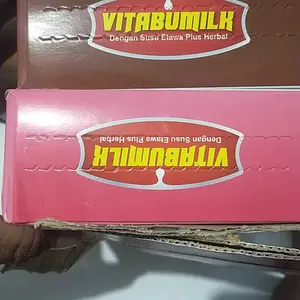 VITABUMILK
Dengan Susu Etawa Plus Herbal
VITABUMILK
Dengan Susu Etawa Plus Herbal